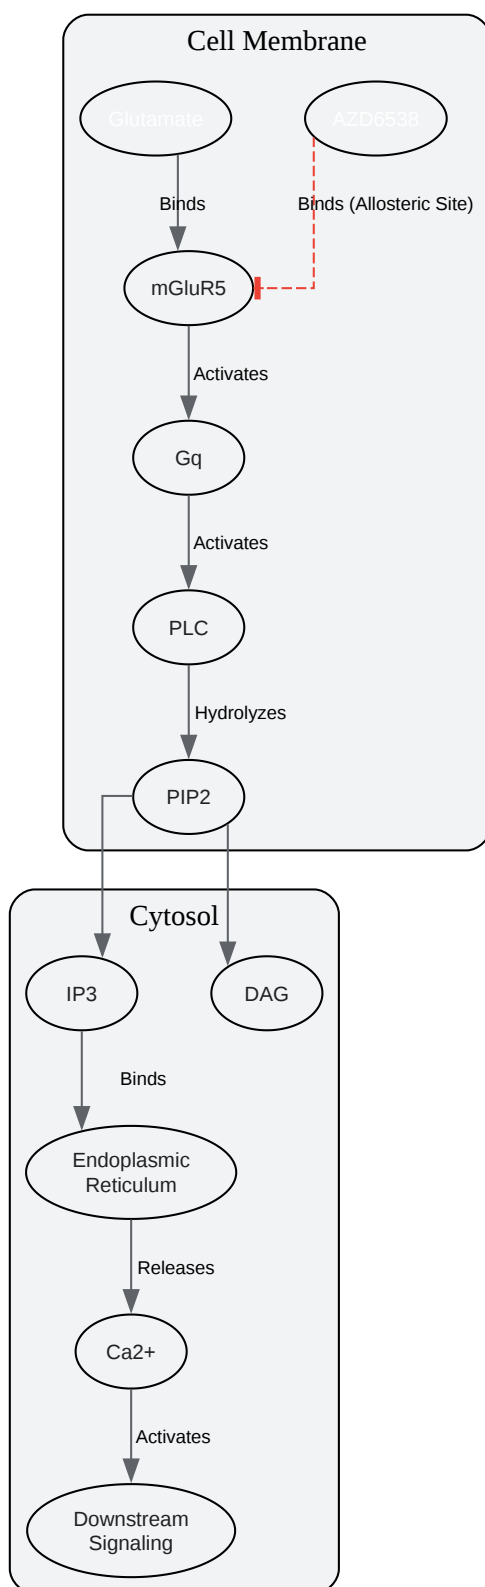 Cell Membrane
Glutamate
AZD6538
Binds
Binds (Allosteric Site)
mGluR5
Activates
Gq
Activates
PLC
Hydrolyzes
PIP2
Cytosol
IP3
DAG
Binds
Endoplasmic
Reticulum
Releases
Ca2+
Activates
Downstream
Signaling